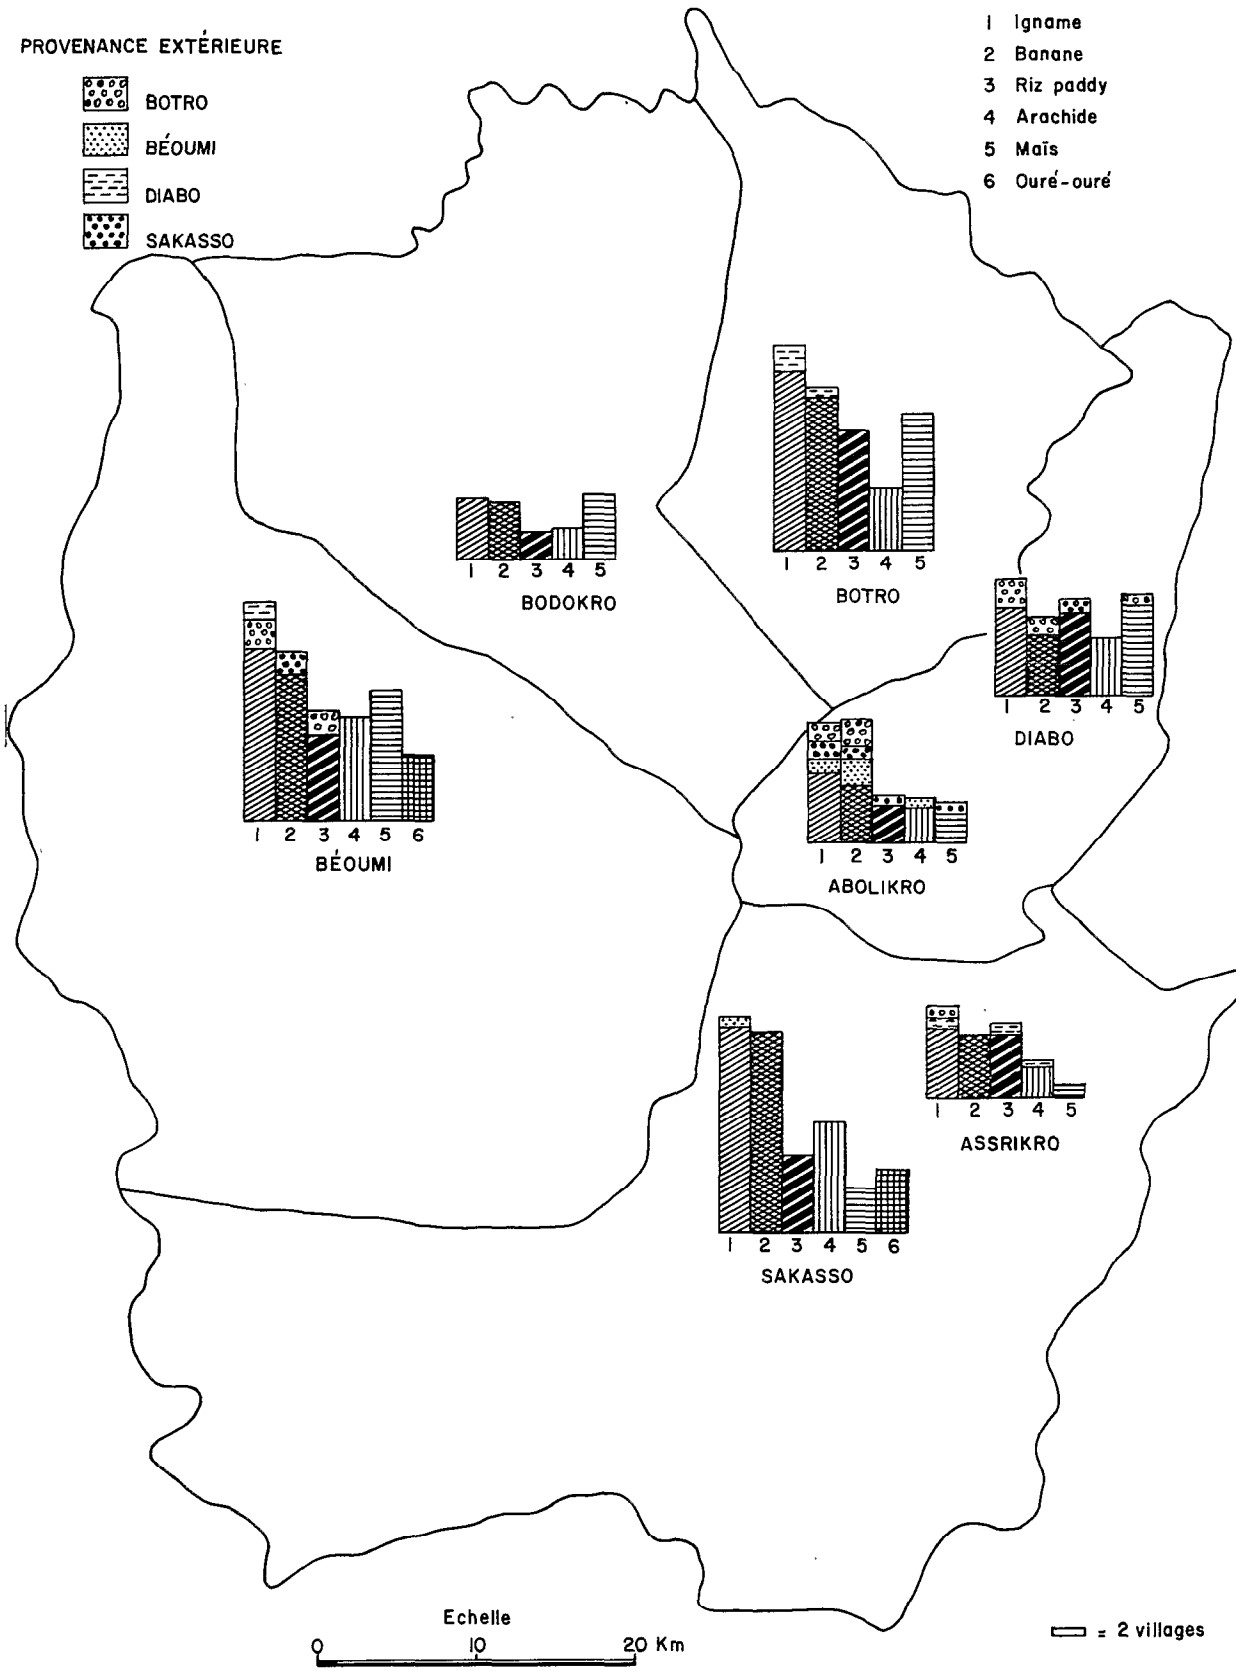 PROVENANCE EXTÉRIEURE
BOTRO
BÉOUMI
DIABO
SAKASSO
1 Igname
2 Banane
3 Riz paddy
4 Arachide
5 Maïs
6 Ouré-ouré
1 2 3 4 5
BOTRO
1 2 3 4 5
BODOKRO
1 2 3 4 5
DIABO
1 2 3 4 5 6
BÉOUMI
1 2 3 4 5
ABOLIKRO
1 2 3 4 5
ASSRIKRO
1 2 3 4 5 6
SAKASSO
Echelle
0 10 20 Km
= 2 villages